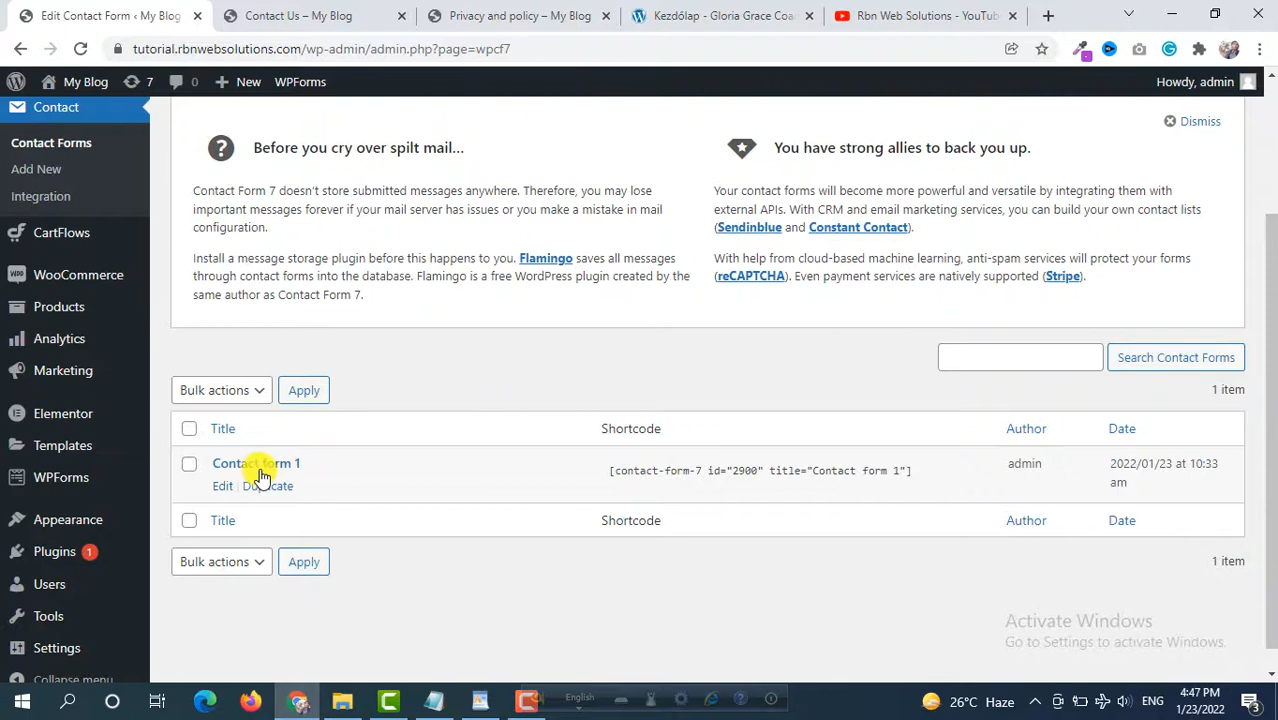 Edit Contact Form ‹ My Blog
Contact Us – My Blog
Privacy and policy – My Blog
Kezdőlap - Gloria Grace Coa
Rbn Web Solutions - YouTub
tutorial.rbnwebsolutions.com/wp-admin/admin.php?page=wpcf7
My Blog 7 0 New WPForms Howdy, admin
Contact
Contact Forms
Add New
Integration
CartFlows
WooCommerce
Products
Analytics
Marketing
Elementor
Templates
WPForms
Appearance
Plugins 1
Users
Tools
Settings
Collapse menu
Dismiss
Before you cry over spilt mail…
Contact Form 7 doesn’t store submitted messages anywhere. Therefore, you may lose
important messages forever if your mail server has issues or you make a mistake in mail
configuration.
Install a message storage plugin before this happens to you. Flamingo saves all messages
through contact forms into the database. Flamingo is a free WordPress plugin created by the
same author as Contact Form 7.
You have strong allies to back you up.
Your contact forms will become more powerful and versatile by integrating them with
external APIs. With CRM and email marketing services, you can build your own contact lists
(Sendinblue and Constant Contact).
With help from cloud-based machine learning, anti-spam services will protect your forms
(reCAPTCHA). Even payment services are natively supported (Stripe).
Search Contact Forms
Bulk actions Apply 1 item
Title Shortcode Author Date
Contact form 1 [contact-form-7 id="2900" title="Contact form 1"] admin 2022/01/23 at 10:33
am
Edit | Duplicate
Title Shortcode Author Date
Bulk actions Apply 1 item
Activate Windows
Go to Settings to activate Windows.
English
26°C Haze ENG 4:47 PM
1/23/2022
3